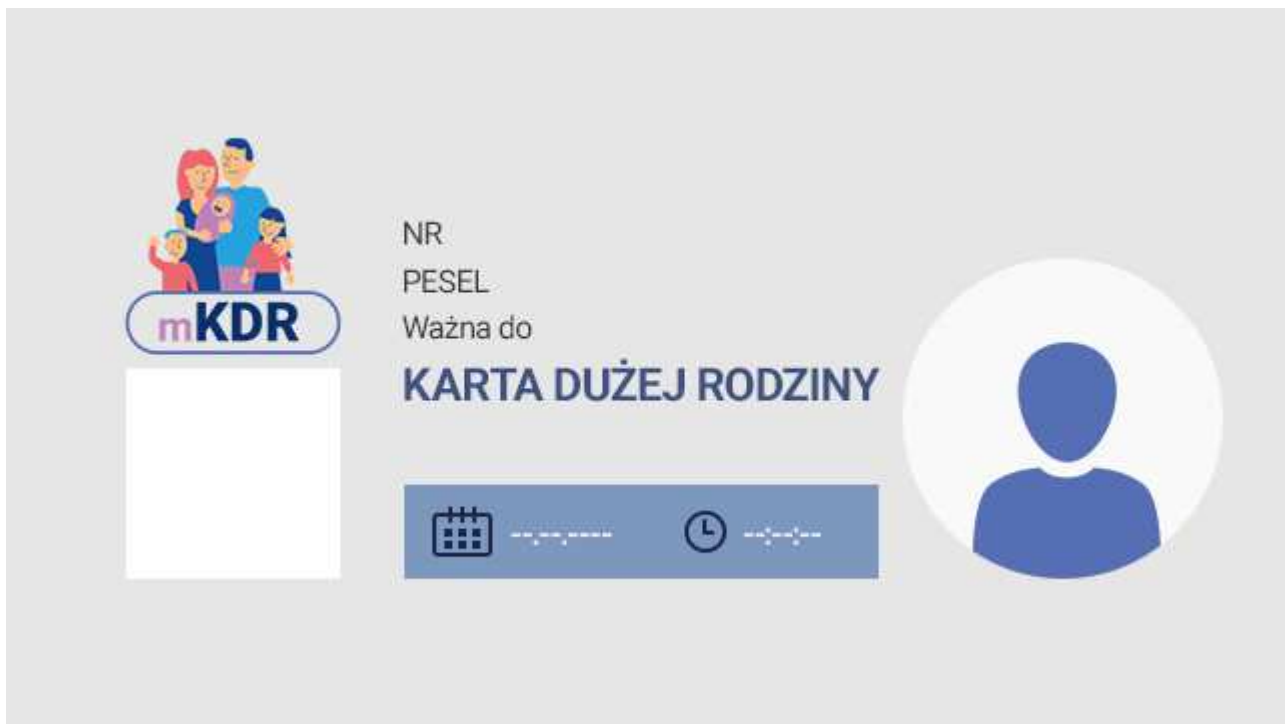 mKDR
NR
PESEL
Ważna do
KARTA DUŻEJ RODZINY
--.--.---- --:--:--